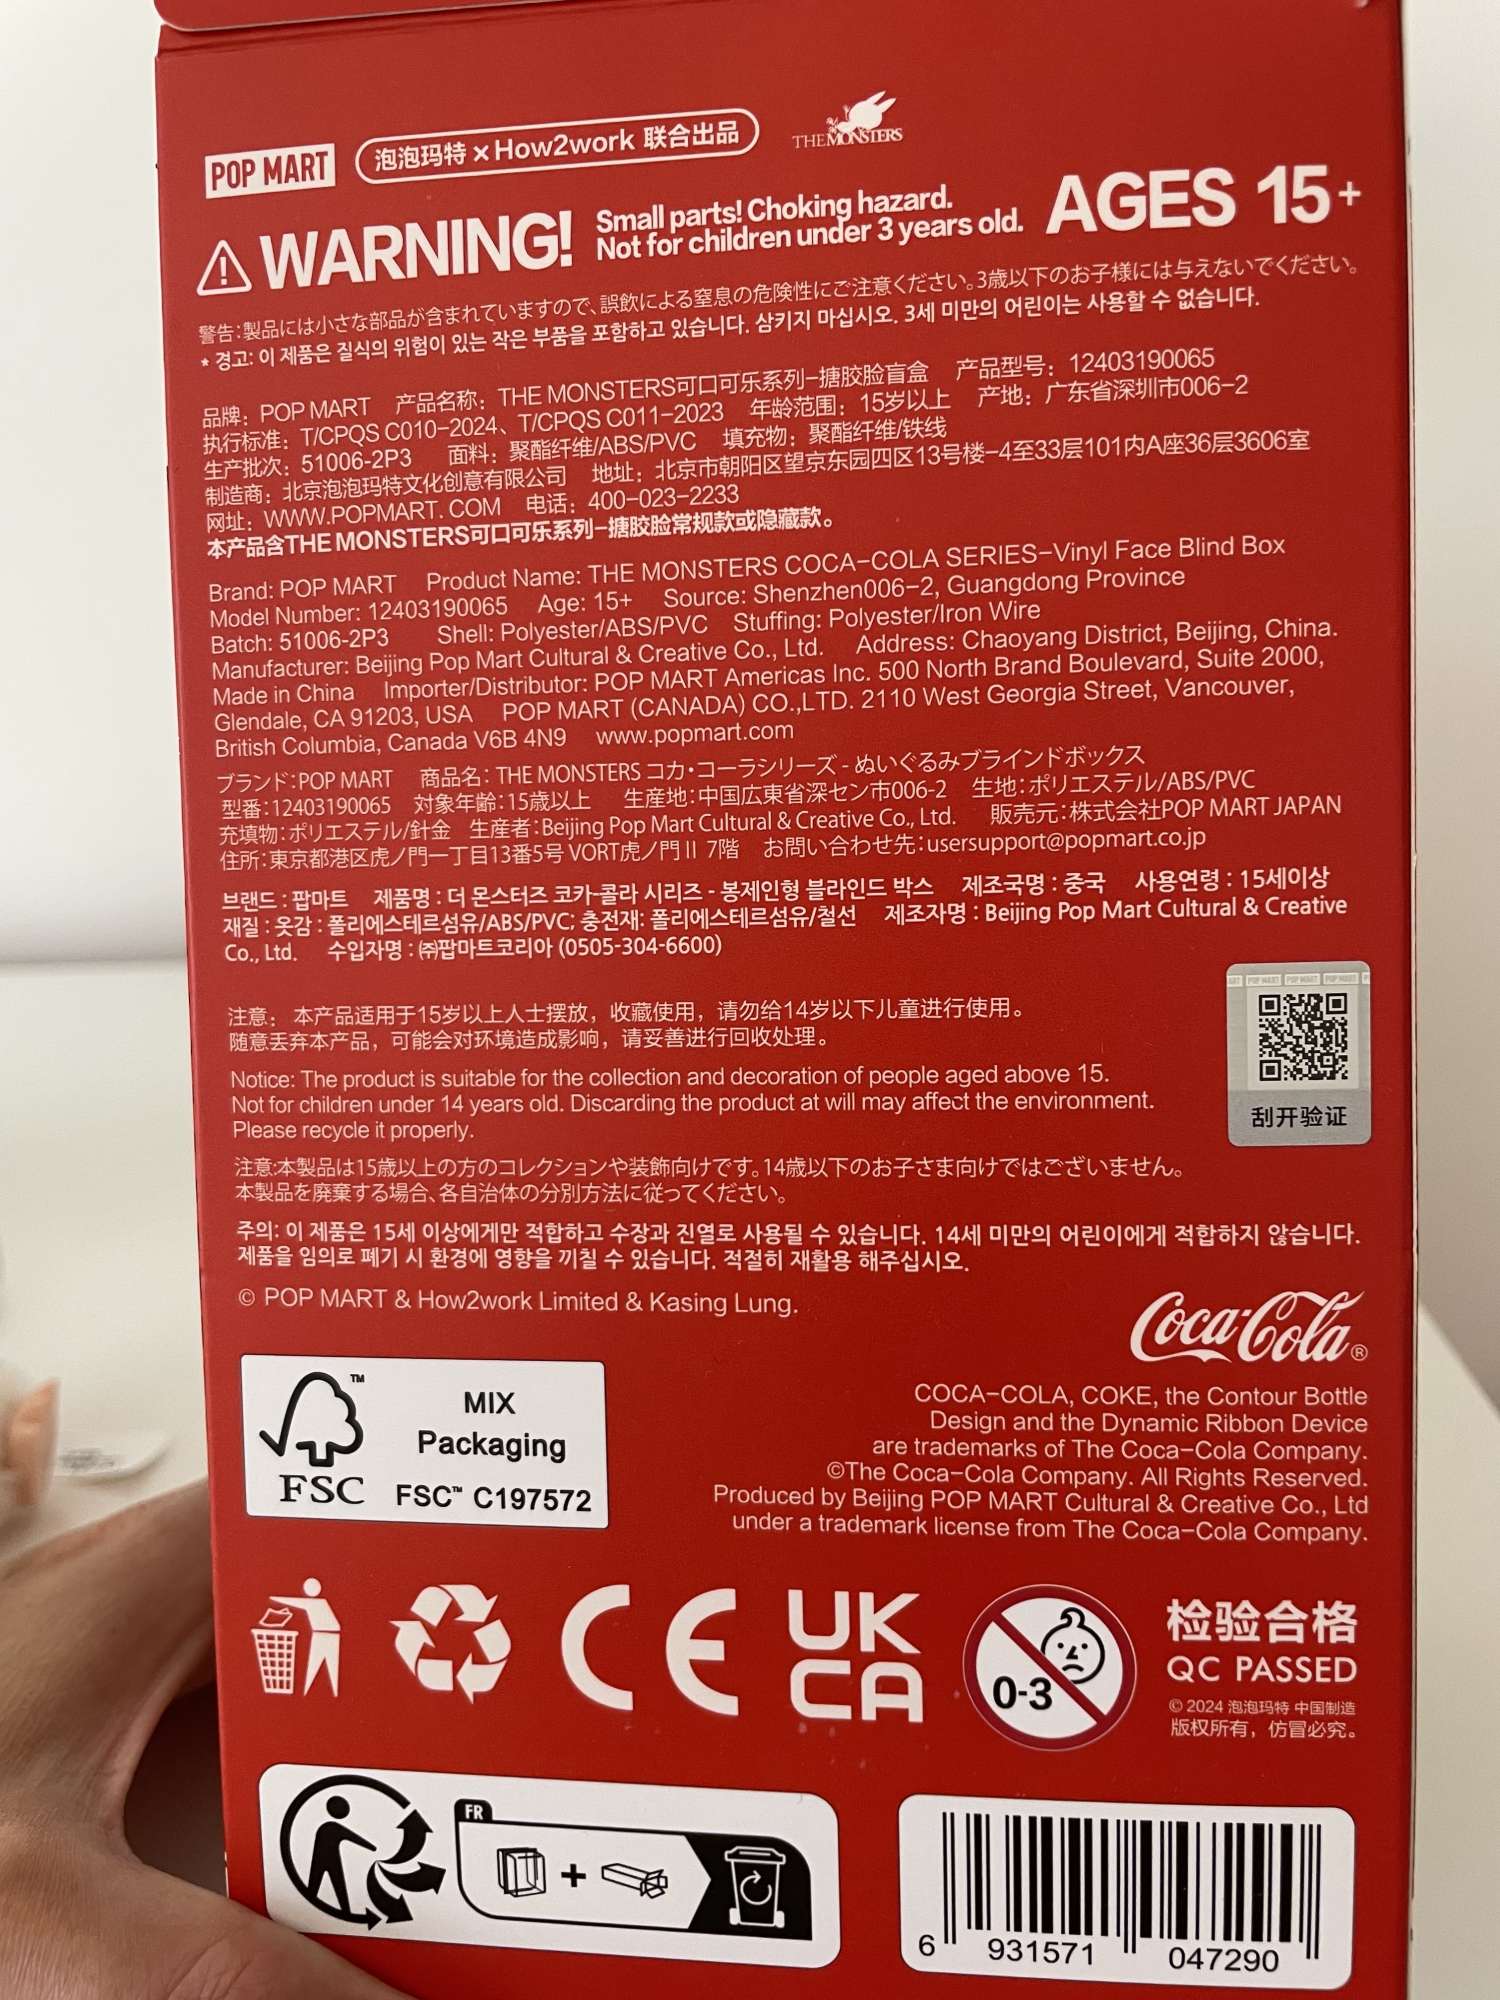 POP MART 泡泡玛特×How2work 联合出品 THE MONSTERS
WARNING! Small parts! Choking hazard. AGES 15+
Not for children under 3 years old.
警告:製品には小さな部品が含まれていますので、誤飲による窒息の危険性にご注意ください。3歳以下のお子様には与えないでください。
* 경고: 이 제품은 질식의 위험이 있는 작은 부품을 포함하고 있습니다. 삼키지 마십시오. 3세 미만의 어린이는 사용할 수 없습니다.
品牌：POP MART 产品名称：THE MONSTERS可口可乐系列-搪胶脸盲盒 产品型号：12403190065
执行标准：T/CPQS C010-2024、T/CPQS C011-2023 年龄范围：15岁以上 产地：广东省深圳市006-2
生产批次：51006-2P3 面料：聚酯纤维/ABS/PVC 填充物：聚酯纤维/铁线
制造商：北京泡泡玛特文化创意有限公司 地址：北京市朝阳区望京东园四区13号楼-4至33层101内A座36层3606室
网址：WWW.POPMART.COM 电话：400-023-2233
本产品含THE MONSTERS可口可乐系列-搪胶脸常规款或隐藏款。
Brand: POP MART Product Name: THE MONSTERS COCA-COLA SERIES-Vinyl Face Blind Box
Model Number: 12403190065 Age: 15+ Source: Shenzhen006-2, Guangdong Province
Batch: 51006-2P3 Shell: Polyester/ABS/PVC Stuffing: Polyester/Iron Wire
Manufacturer: Beijing Pop Mart Cultural & Creative Co., Ltd. Address: Chaoyang District, Beijing, China.
Made in China Importer/Distributor: POP MART Americas Inc. 500 North Brand Boulevard, Suite 2000,
Glendale, CA 91203, USA POP MART (CANADA) CO.,LTD. 2110 West Georgia Street, Vancouver,
British Columbia, Canada V6B 4N9 www.popmart.com
ブランド：POP MART 商品名：THE MONSTERS コカ・コーラシリーズ - ぬいぐるみブラインドボックス
型番：12403190065 対象年齢：15歳以上 生産地：中国広東省深セン市006-2 生地：ポリエステル/ABS/PVC
充填物：ポリエステル/針金 生産者：Beijing Pop Mart Cultural & Creative Co., Ltd. 販売元：株式会社POP MART JAPAN
住所：東京都港区虎ノ門一丁目13番5号 VORT虎ノ門II 7階 お問い合わせ先：usersupport@popmart.co.jp
브랜드 : 팝마트 제품명 : 더 몬스터즈 코카-콜라 시리즈 - 봉제인형 블라인드 박스 제조국명 : 중국 사용연령 : 15세이상
재질 : 옷감 : 폴리에스테르섬유/ABS/PVC; 충전재: 폴리에스테르섬유/철선 제조자명 : Beijing Pop Mart Cultural & Creative
Co., Ltd. 수입자명 : ㈜팝마트코리아 (0505-304-6600)
POP MART POP MART POP MART
刮开验证
注意： 本产品适用于15岁以上人士摆放，收藏使用，请勿给14岁以下儿童进行使用。
随意丢弃本产品，可能会对环境造成影响，请妥善进行回收处理。
Notice: The product is suitable for the collection and decoration of people aged above 15.
Not for children under 14 years old. Discarding the product at will may affect the environment.
Please recycle it properly.
注意:本製品は15歳以上の方のコレクションや装飾向けです。14歳以下のお子さま向けではございません。
本製品を廃棄する場合、各自治体の分別方法に従ってください。
주의: 이 제품은 15세 이상에게만 적합하고 수장과 진열로 사용될 수 있습니다. 14세 미만의 어린이에게 적합하지 않습니다.
제품을 임의로 폐기 시 환경에 영향을 끼칠 수 있습니다. 적절히 재활용 해주십시오.
© POP MART & How2work Limited & Kasing Lung.
Coca-Cola®
COCA-COLA, COKE, the Contour Bottle
Design and the Dynamic Ribbon Device
are trademarks of The Coca-Cola Company.
©The Coca-Cola Company. All Rights Reserved.
Produced by Beijing POP MART Cultural & Creative Co., Ltd
under a trademark license from The Coca-Cola Company.
™
FSC
MIX
Packaging
FSC™ C197572
CE
UK
CA
0-3
检验合格
QC PASSED
© 2024 泡泡玛特 中国制造
版权所有，仿冒必究。
FR
+
6 931571 047290